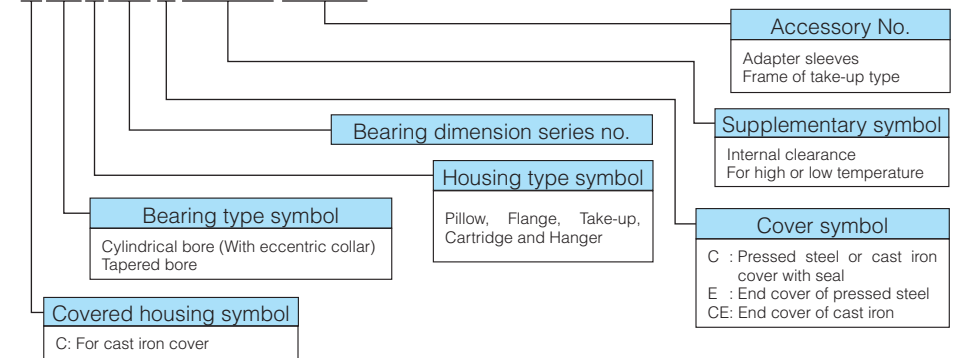 Accessory No.
Adapter sleeves
Frame of take-up type
Bearing dimension series no.
Supplementary symbol
Internal clearance
For high or low temperature
Housing type symbol
Pillow, Flange, Take-up,
Cartridge and Hanger
Bearing type symbol
Cylindrical bore (With eccentric collar)
Tapered bore
Cover symbol
C : Pressed steel or cast iron
cover with seal
E : End cover of pressed steel
CE: End cover of cast iron
Covered housing symbol
C: For cast iron cover